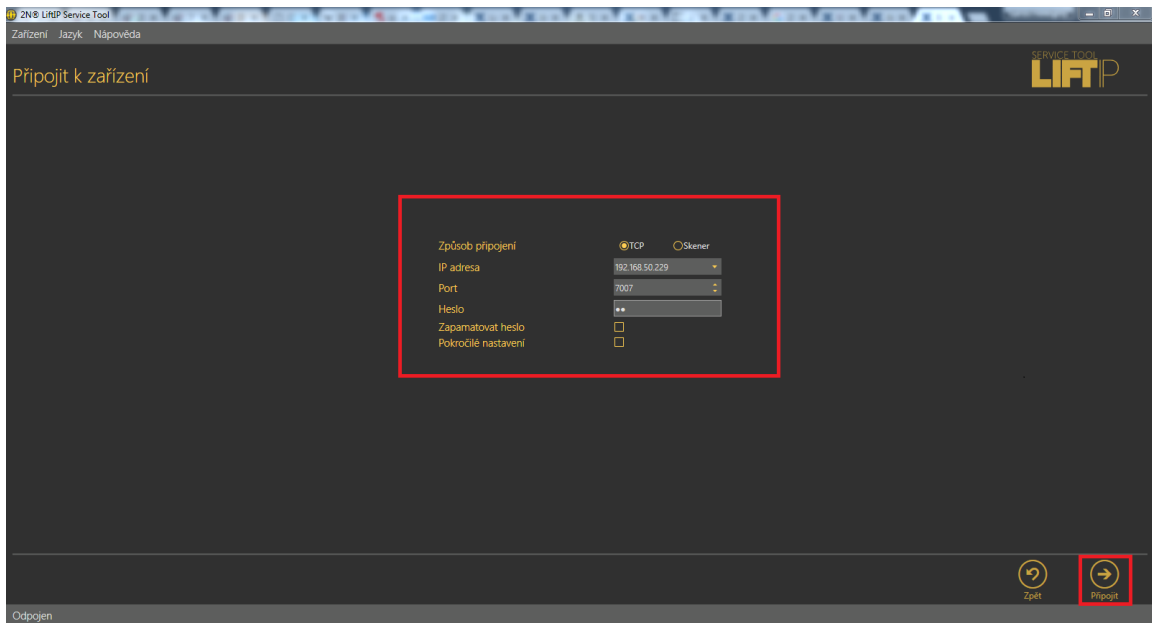 2N® LiftIP Service Tool
Zařízení Jazyk Nápověda
Připojit k zařízení
SERVICE TOOL
LIFTIP
Způsob připojení TCP Skener
IP adresa 192.168.50.229
Port 7007
Heslo ••
Zapamatovat heslo
Pokročilé nastavení
Zpět Připojit
Odpojen